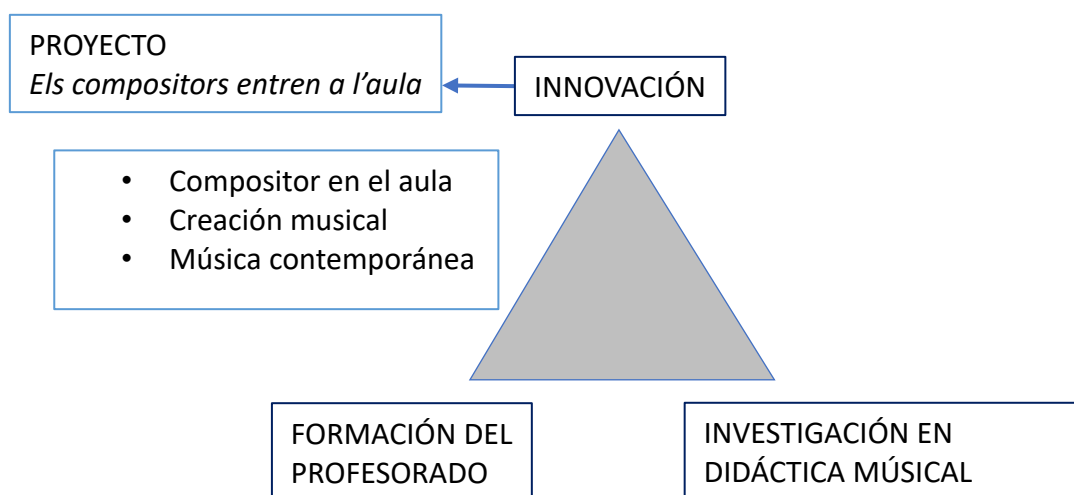 PROYECTO
Els compositors entren a l’aula
INNOVACIÓN
• Compositor en el aula
• Creación musical
• Música contemporánea
FORMACIÓN DEL
PROFESORADO
INVESTIGACIÓN EN
DIDÁCTICA MÚSICAL